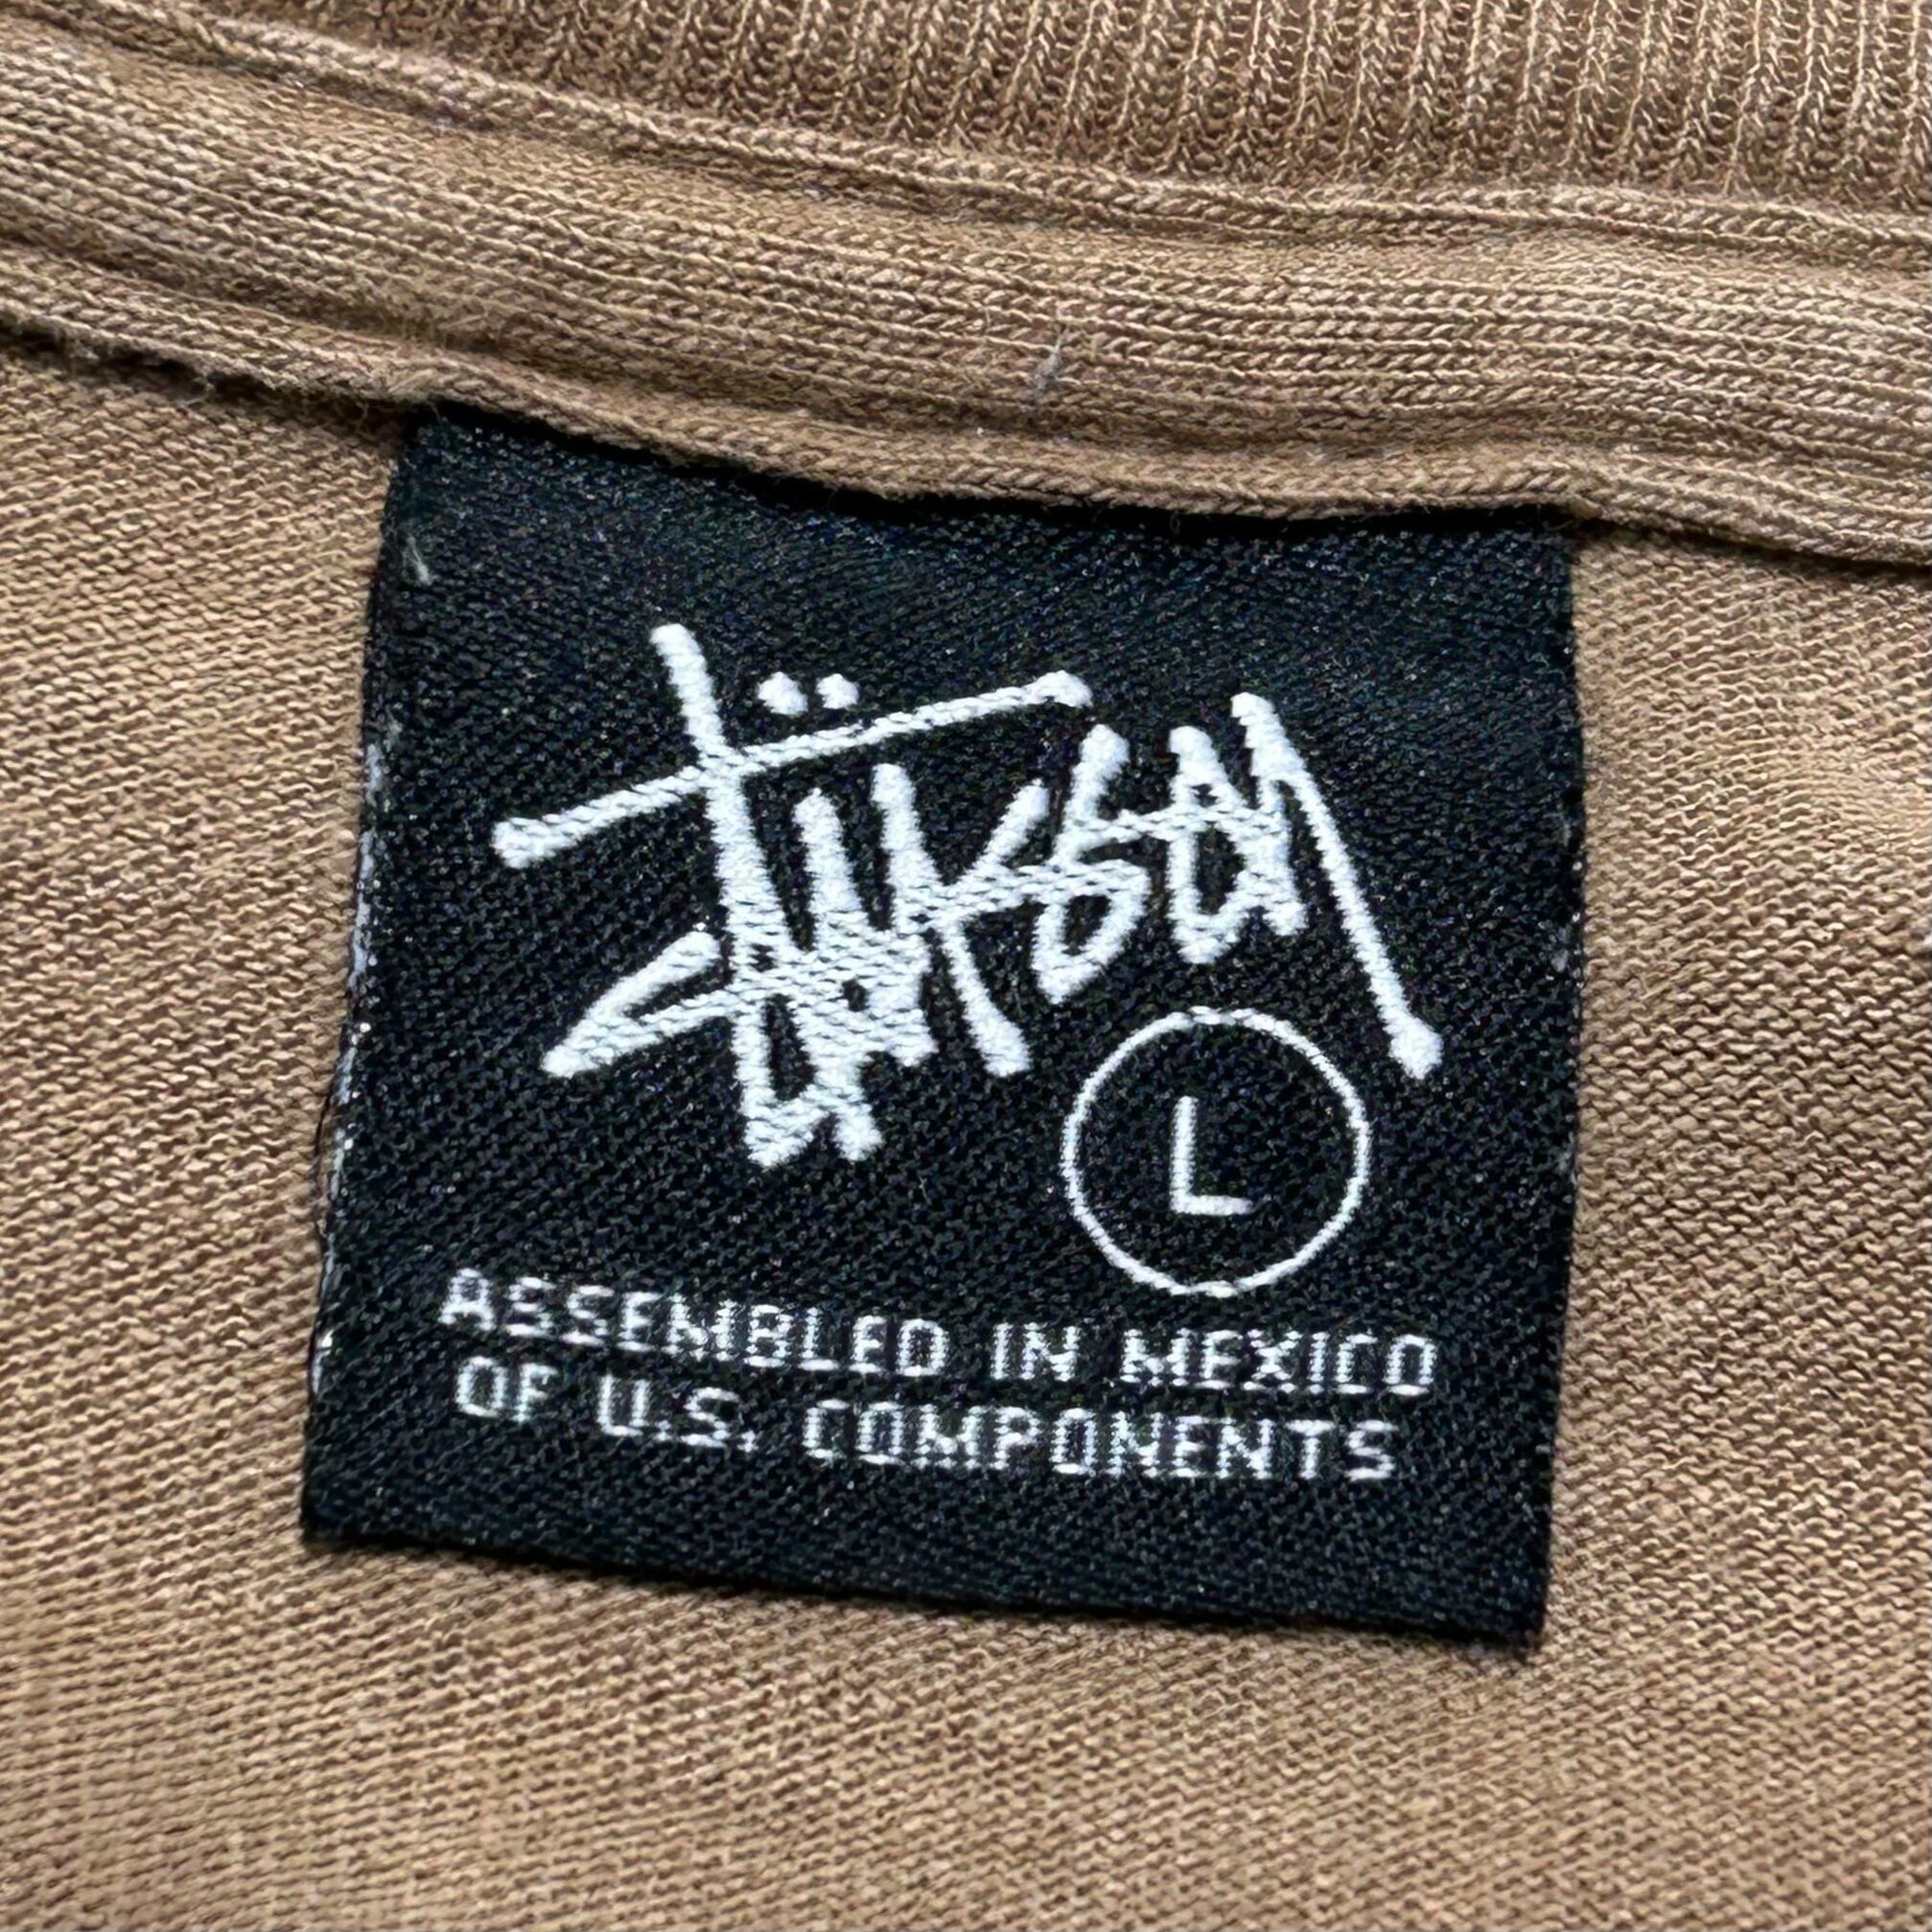 Stüssy
L
ASSEMBLED IN MEXICO
OF U.S. COMPONENTS